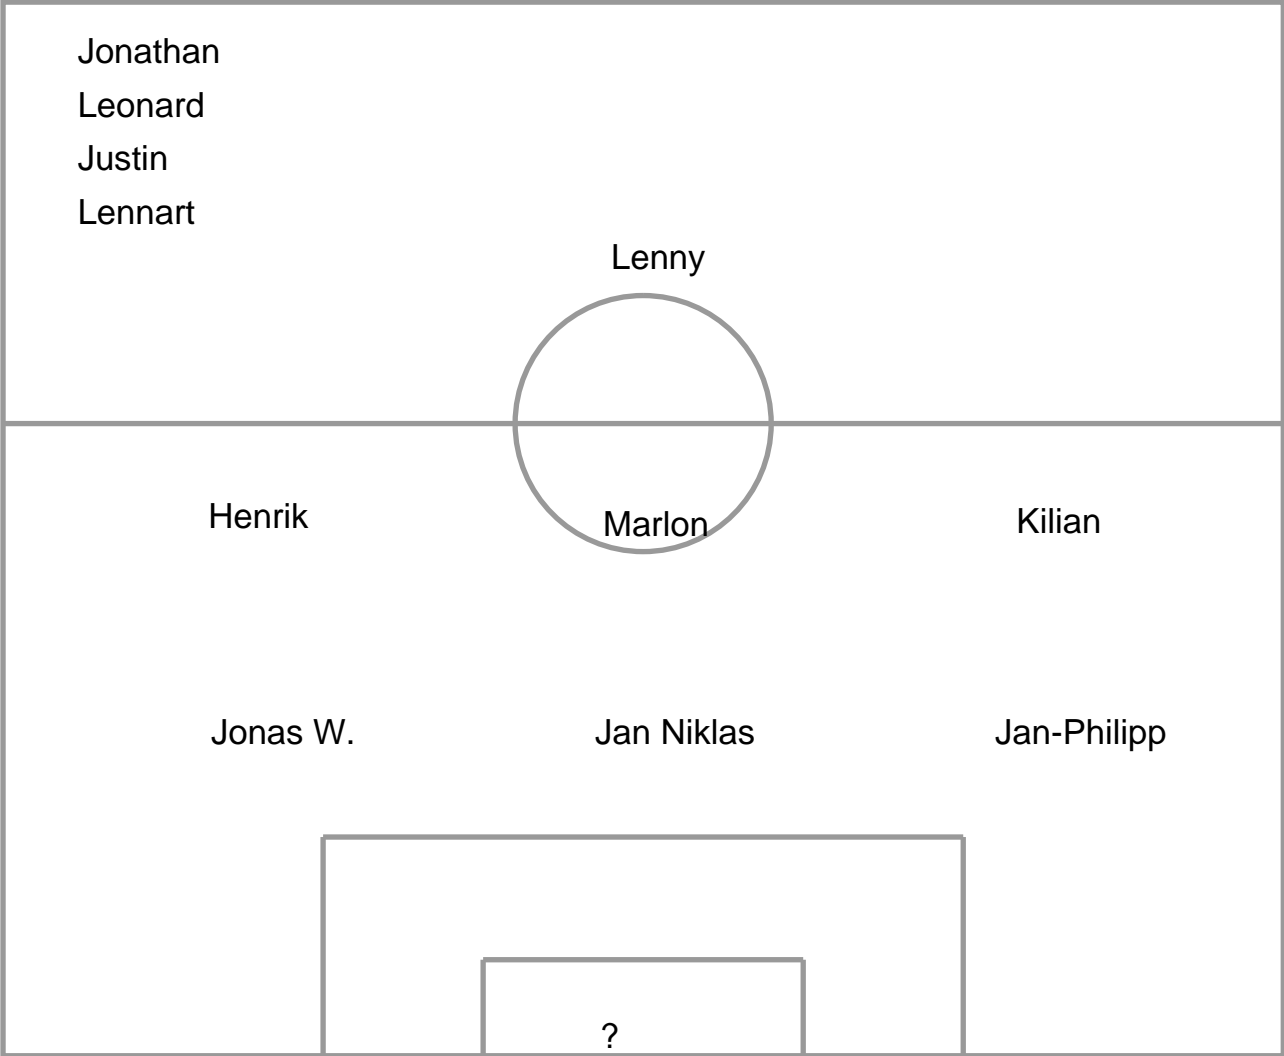 Jonathan
Leonard
Justin
Lennart
Lenny
Henrik Marlon Kilian
Jonas W. Jan Niklas Jan-Philipp
?